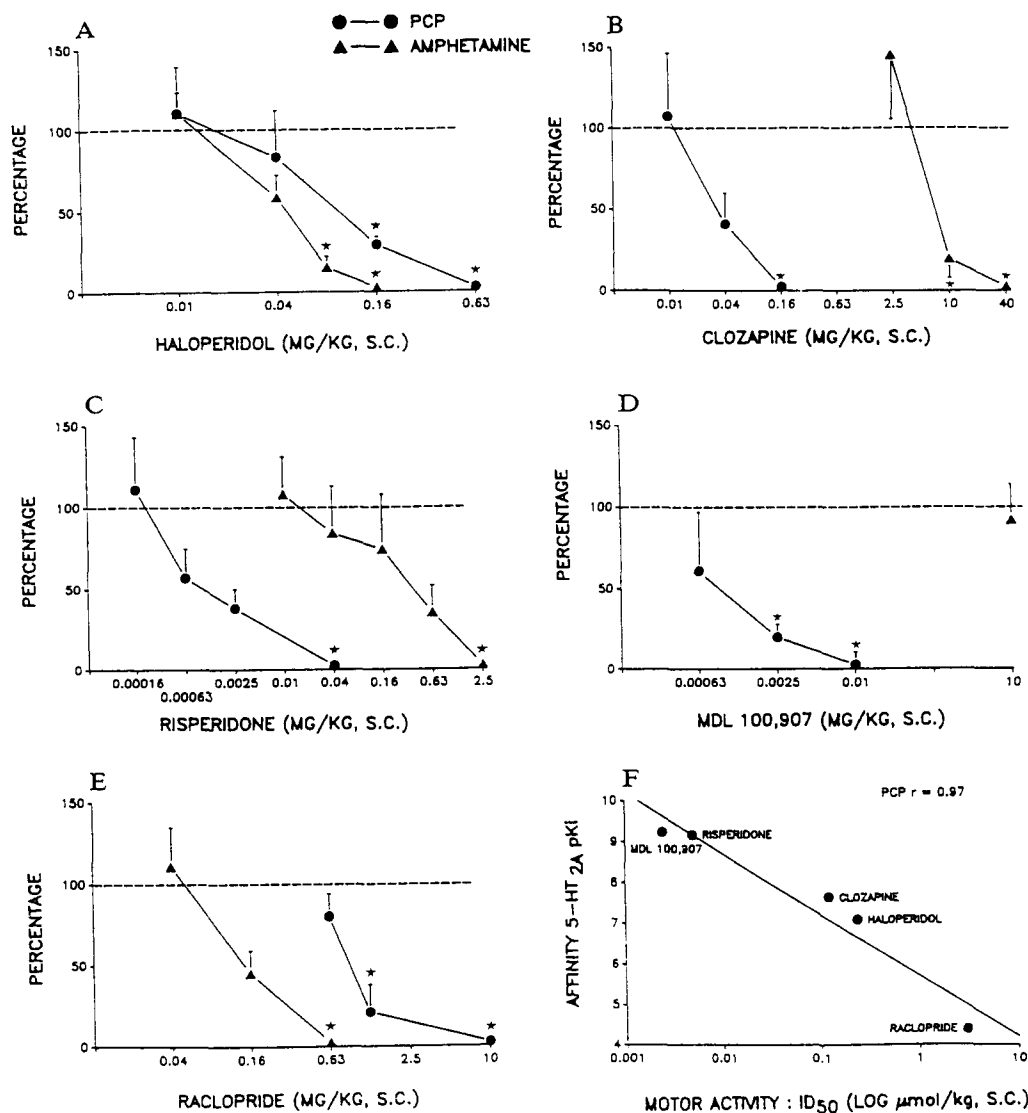 A
PCP
AMPHETAMINE
B
PERCENTAGE
150
100
50
0
0.01 0.04 0.16 0.63
HALOPERIDOL (MG/KG, S.C.)
PERCENTAGE
150
100
50
0
0.01 0.04 0.16 0.63 2.5 10 40
CLOZAPINE (MG/KG, S.C.)
C
PERCENTAGE
150
100
50
0
0.00016 0.00063 0.0025 0.01 0.04 0.16 0.63 2.5
RISPERIDONE (MG/KG, S.C.)
D
PERCENTAGE
150
100
50
0
0.00063 0.0025 0.01 10
MDL 100,907 (MG/KG, S.C.)
E
PERCENTAGE
150
100
50
0
0.04 0.16 0.63 2.5 10
RACLOPRIDE (MG/KG, S.C.)
F
PCP r = 0.97
AFFINITY 5-HT2A pKi
10
9
8
7
6
5
4
RISPERIDONE
MDL 100,907
CLOZAPINE
HALOPERIDOL
RACLOPRIDE
0.001 0.01 0.1 1 10
MOTOR ACTIVITY : ID50 (LOG μmol/kg, S.C.)